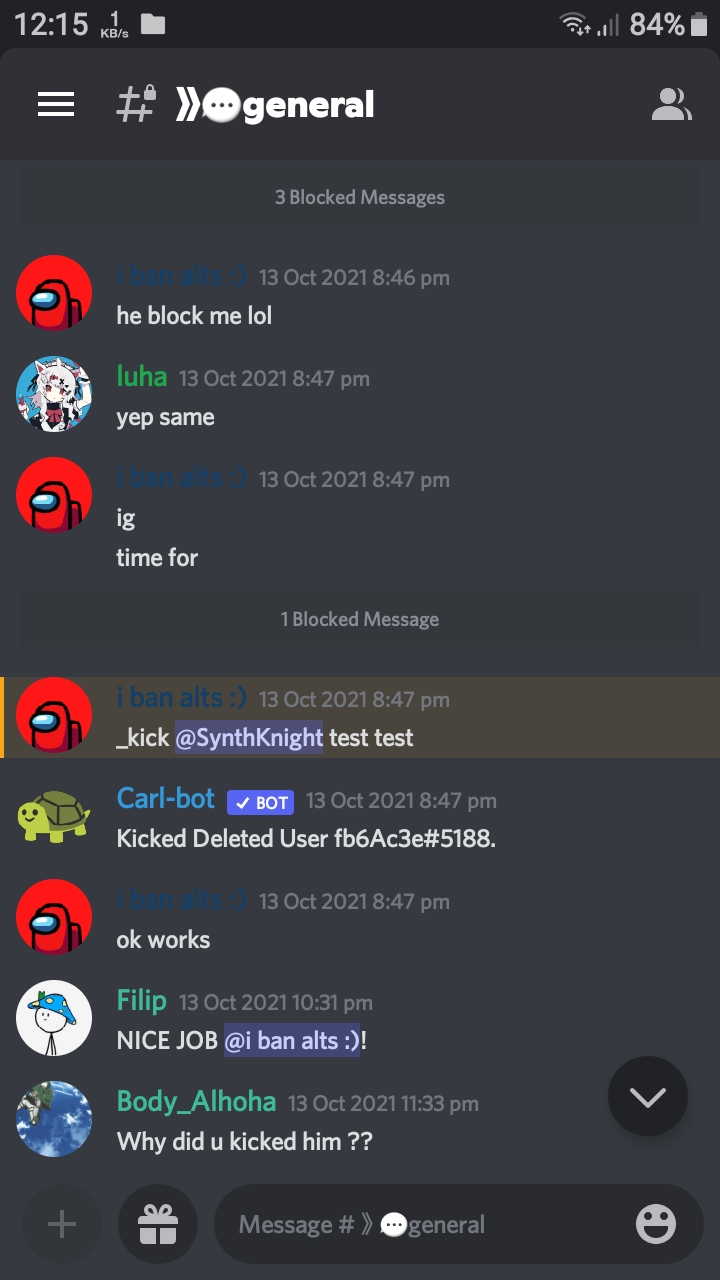 12:15 1 KB/s 84%
》general
3 Blocked Messages
i ban alts :) 13 Oct 2021 8:46 pm
he block me lol
luha 13 Oct 2021 8:47 pm
yep same
i ban alts :) 13 Oct 2021 8:47 pm
ig
time for
1 Blocked Message
i ban alts :) 13 Oct 2021 8:47 pm
_kick @SynthKnight test test
Carl-bot ✓ BOT 13 Oct 2021 8:47 pm
Kicked Deleted User fb6Ac3e#5188.
i ban alts :) 13 Oct 2021 8:47 pm
ok works
Filip 13 Oct 2021 10:31 pm
NICE JOB @i ban alts :)!
Body_Alhoha 13 Oct 2021 11:33 pm
Why did u kicked him ??
Message #》💬general